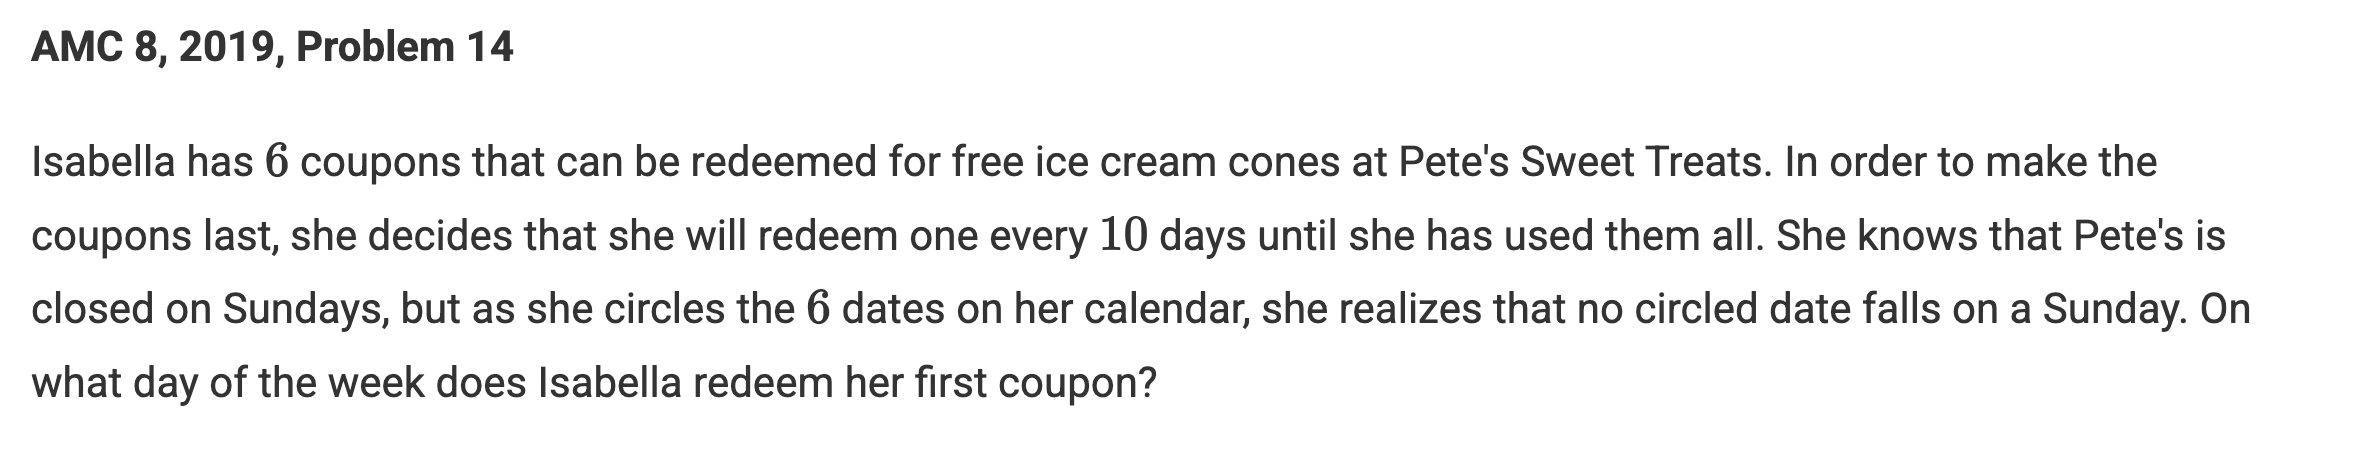 AMC 8, 2019, Problem 14
Isabella has 6 coupons that can be redeemed for free ice cream cones at Pete's Sweet Treats. In order to make the
coupons last, she decides that she will redeem one every 10 days until she has used them all. She knows that Pete's is
closed on Sundays, but as she circles the 6 dates on her calendar, she realizes that no circled date falls on a Sunday. On
what day of the week does Isabella redeem her first coupon?